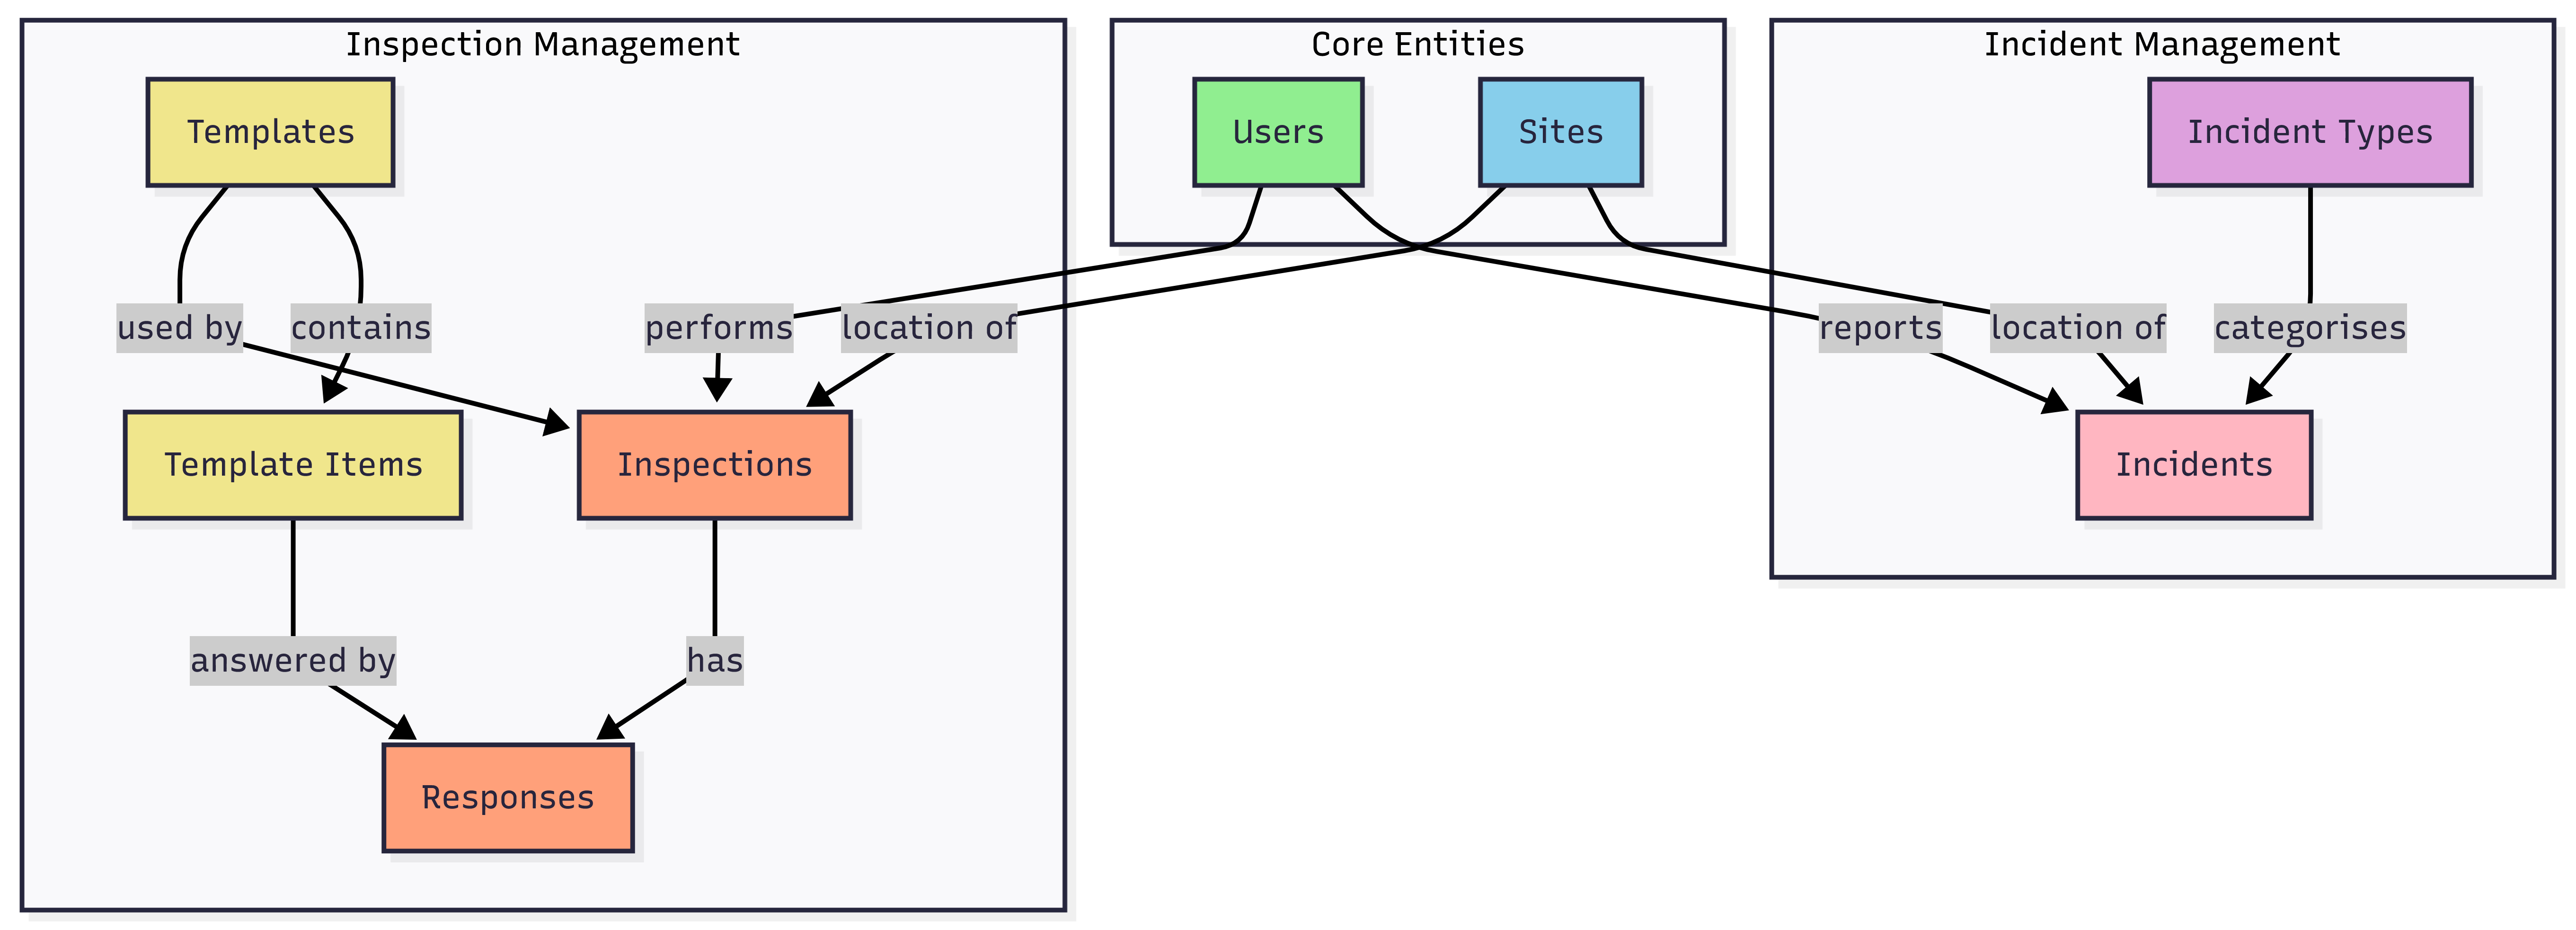 Inspection Management
Core Entities
Incident Management
Templates
Users
Sites
Incident Types
used by
contains
performs
location of
reports
location of
categorises
Template Items
Inspections
Incidents
answered by
has
Responses